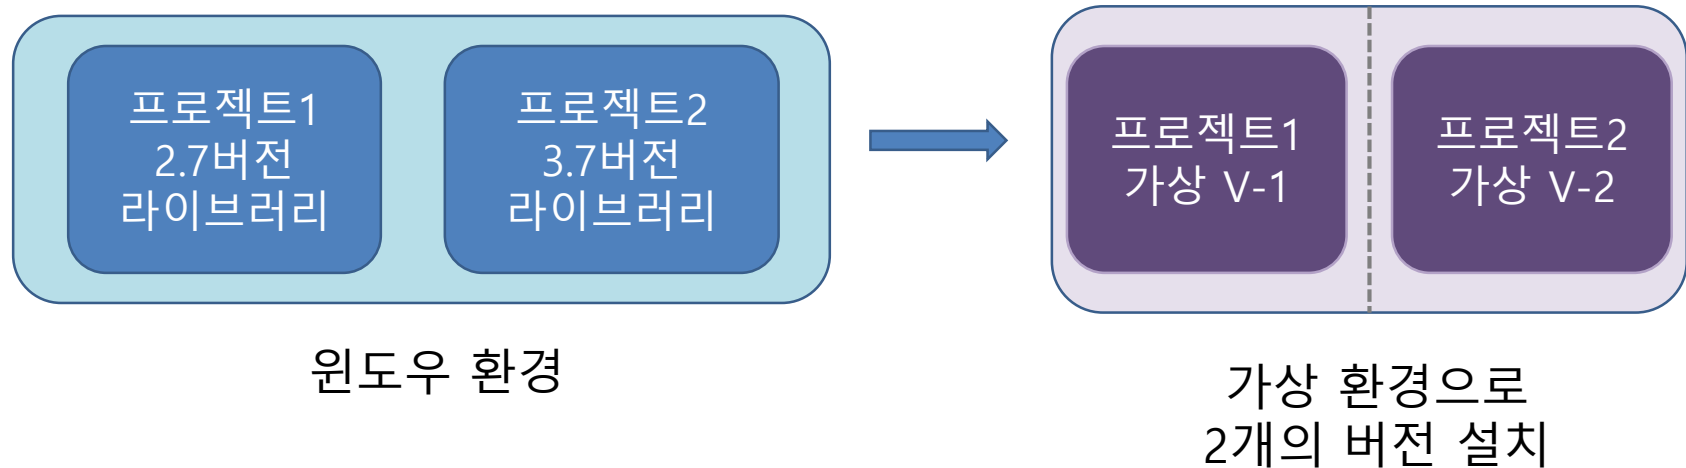 프로젝트1
2.7버전
라이브러리
프로젝트2
3.7버전
라이브러리
윈도우 환경
프로젝트1
가상 V-1
프로젝트2
가상 V-2
가상 환경으로
2개의 버전 설치